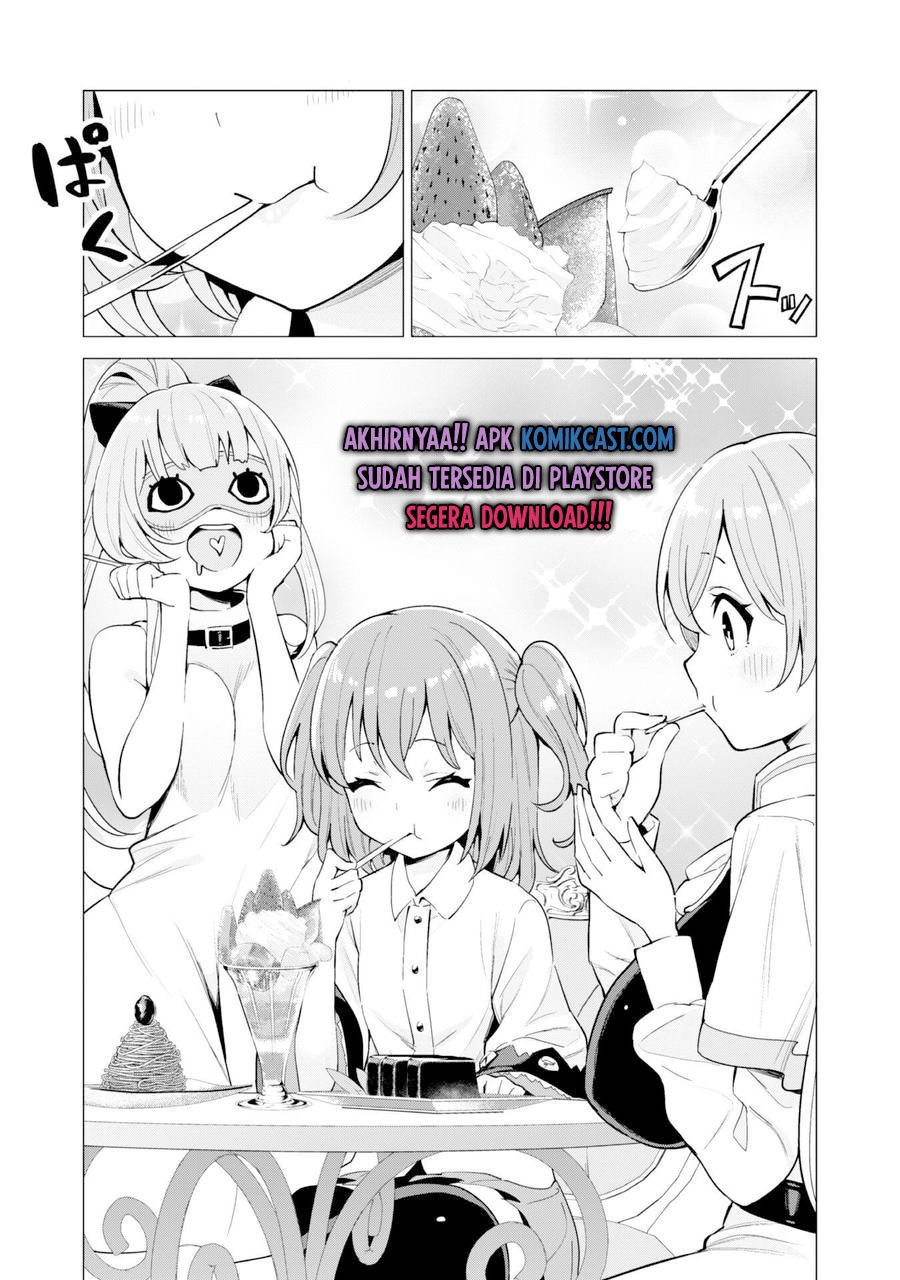 スッ
ぱく
AKHIRNYAA!! APK KOMIKCAST.COM
SUDAH TERSEDIA DI PLAYSTORE
SEGERA DOWNLOAD!!!